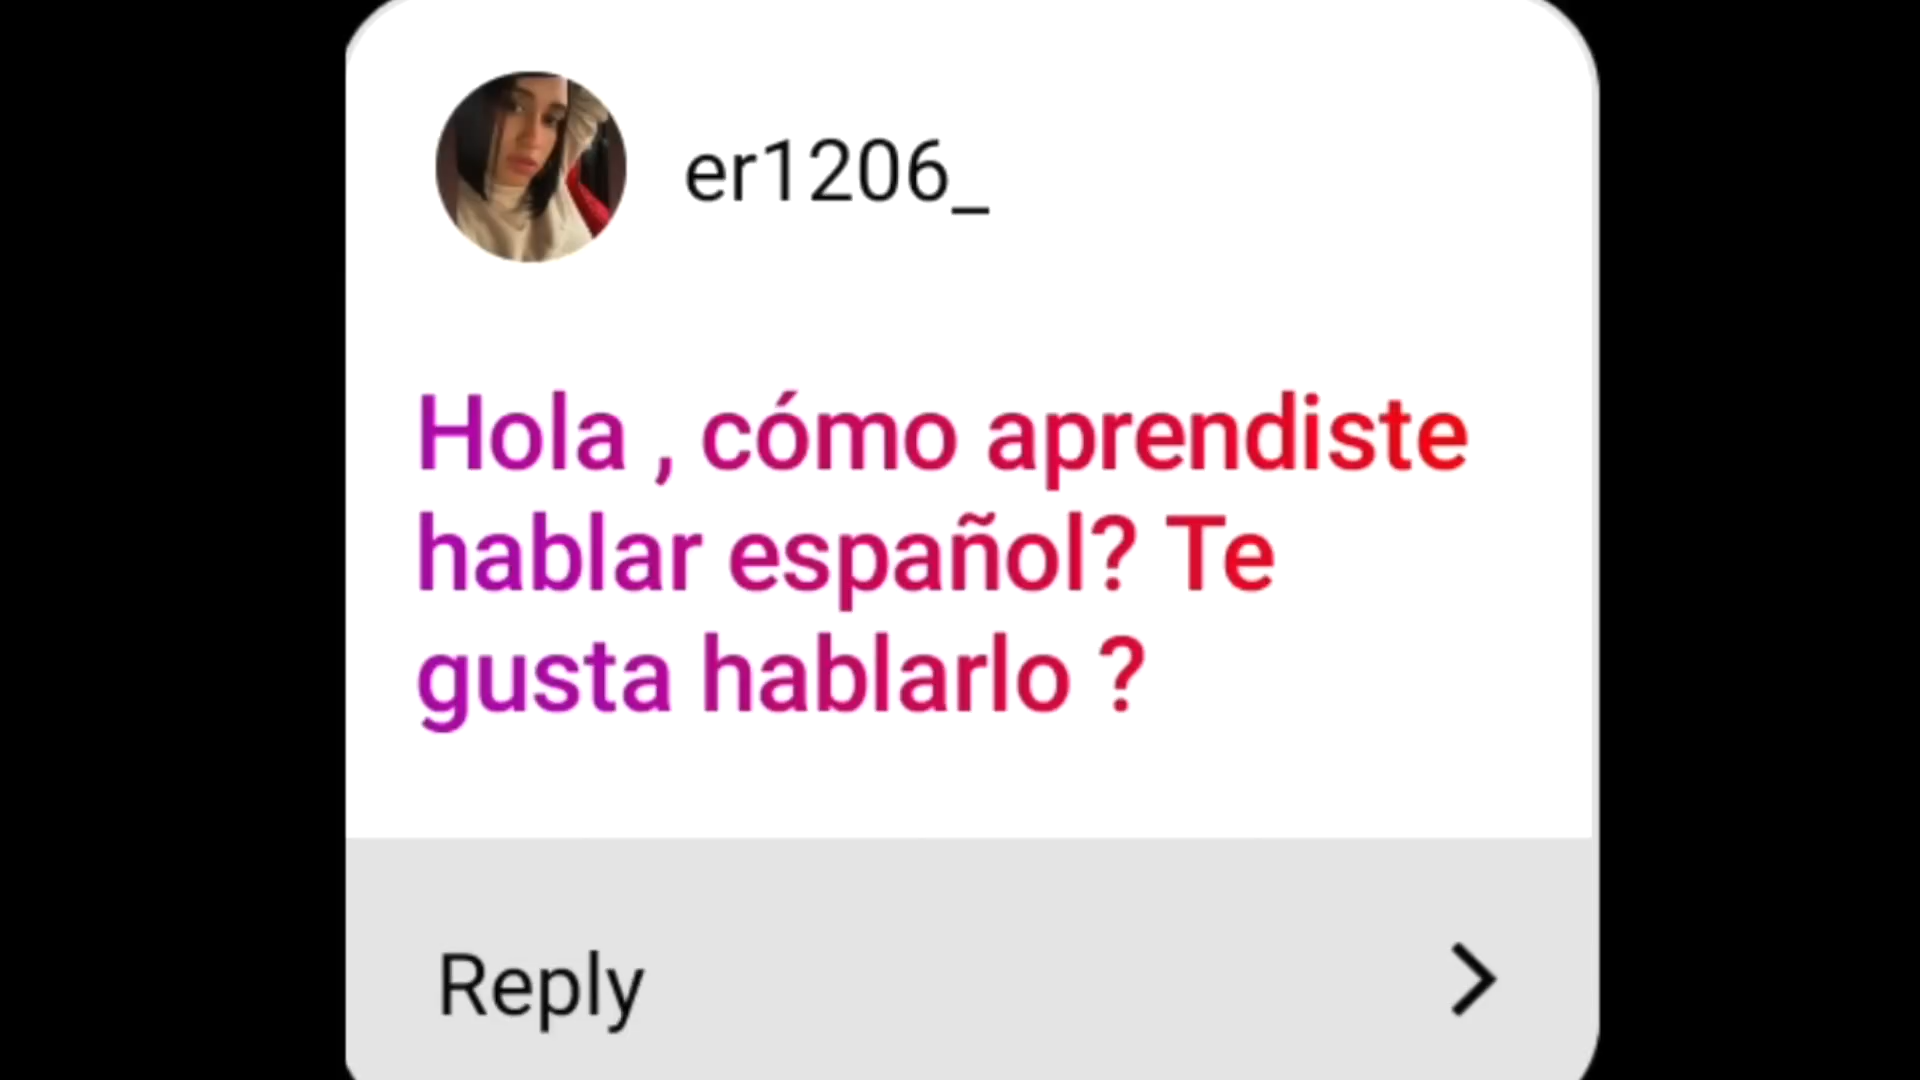 er1206_
Hola , cómo aprendiste
hablar español? Te
gusta hablarlo ?
Reply